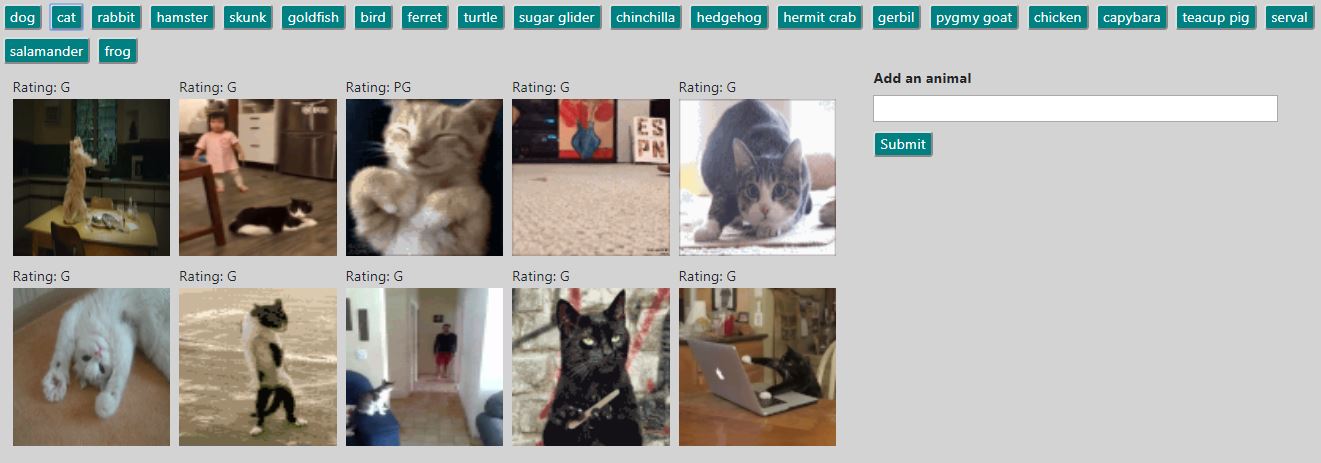 dog cat rabbit hamster skunk goldfish bird ferret turtle sugar glider chinchilla hedgehog hermit crab gerbil pygmy goat chicken capybara teacup pig serval
salamander frog
Add an animal
Rating: G Rating: G Rating: PG Rating: G Rating: G
ES
PN
Submit
Rating: G Rating: G Rating: G Rating: G Rating: G